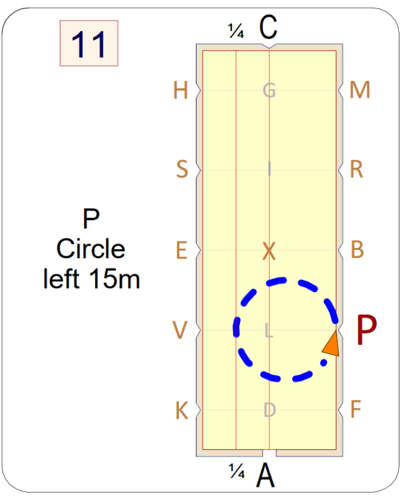 11
¼ C
H G M
S I R
P
Circle
left 15m
E X B
V L P
K D F
¼ A